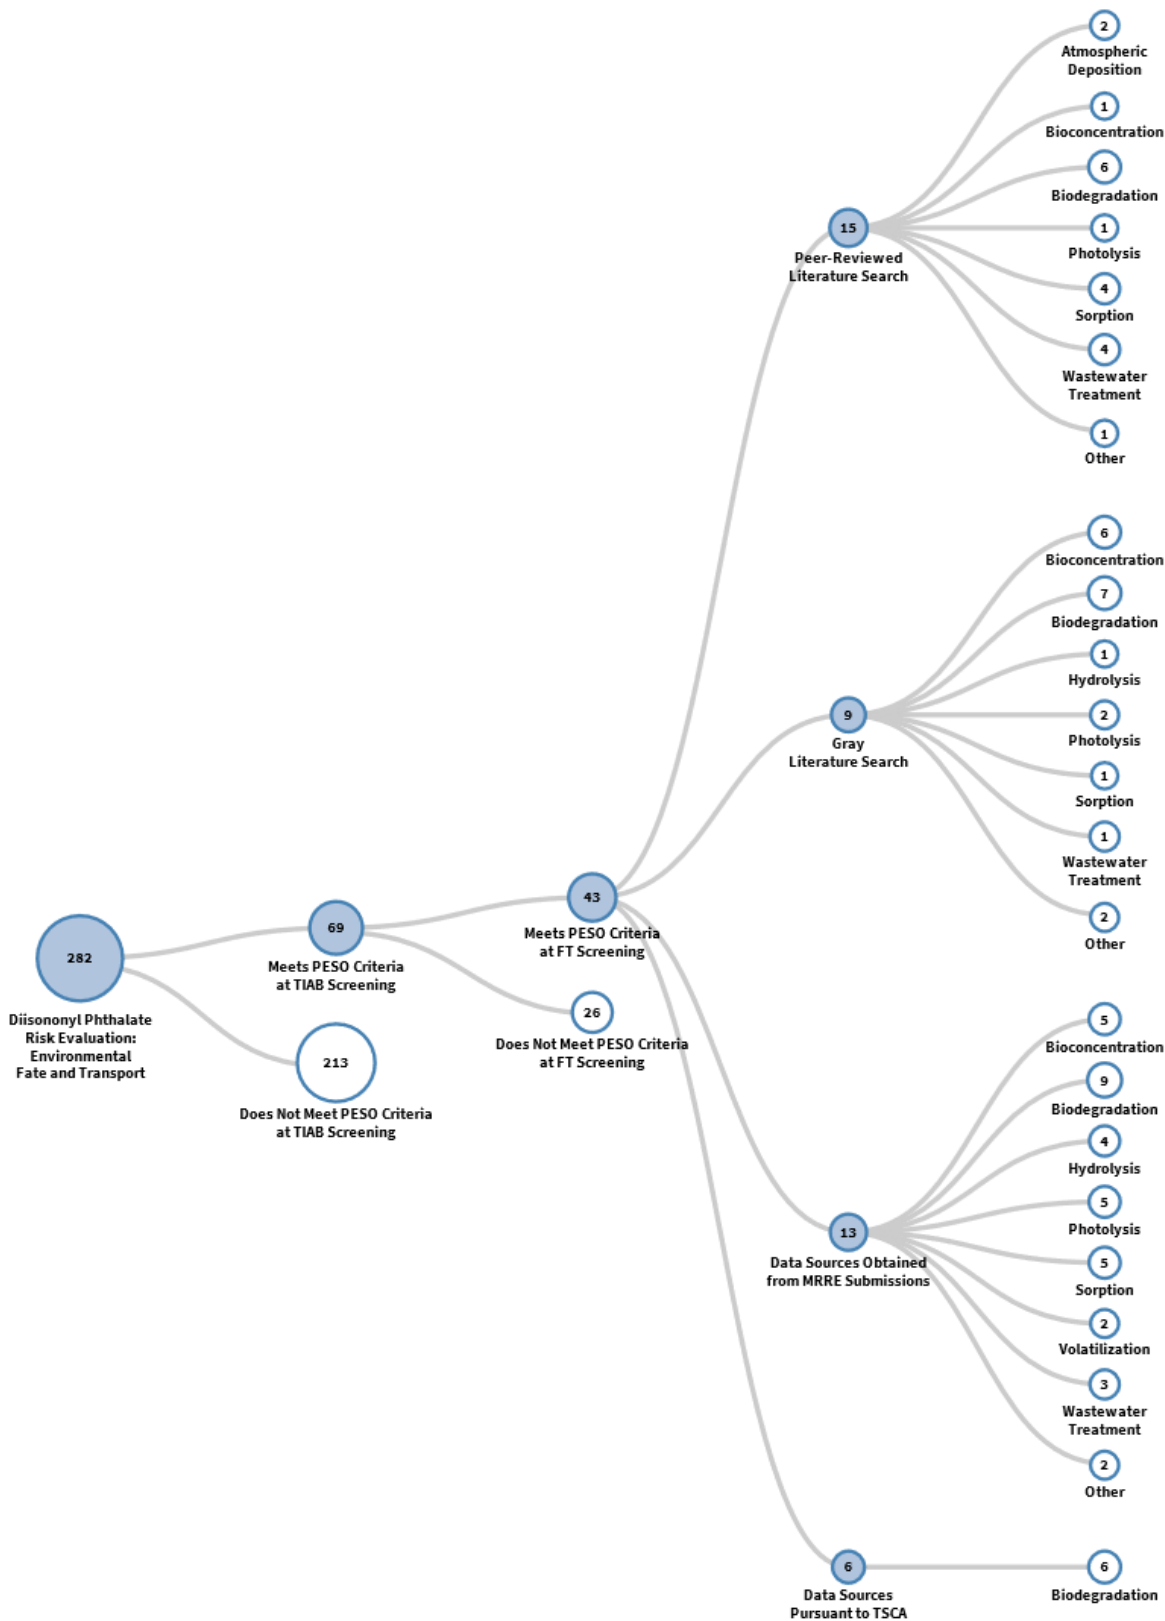 282
Diisononyl Phthalate
Risk Evaluation:
Environmental
Fate and Transport
69
Meets PESO Criteria
at TIAB Screening
213
Does Not Meet PESO Criteria
at TIAB Screening
43
Meets PESO Criteria
at FT Screening
26
Does Not Meet PESO Criteria
at FT Screening
15
Peer-Reviewed
Literature Search
2
Atmospheric
Deposition
1
Bioconcentration
6
Biodegradation
1
Photolysis
4
Sorption
4
Wastewater
Treatment
1
Other
9
Gray
Literature Search
6
Bioconcentration
7
Biodegradation
1
Hydrolysis
2
Photolysis
1
Sorption
1
Wastewater
Treatment
2
Other
13
Data Sources Obtained
from MRRE Submissions
5
Bioconcentration
9
Biodegradation
4
Hydrolysis
5
Photolysis
5
Sorption
2
Volatilization
3
Wastewater
Treatment
2
Other
6
Data Sources
Pursuant to TSCA
6
Biodegradation